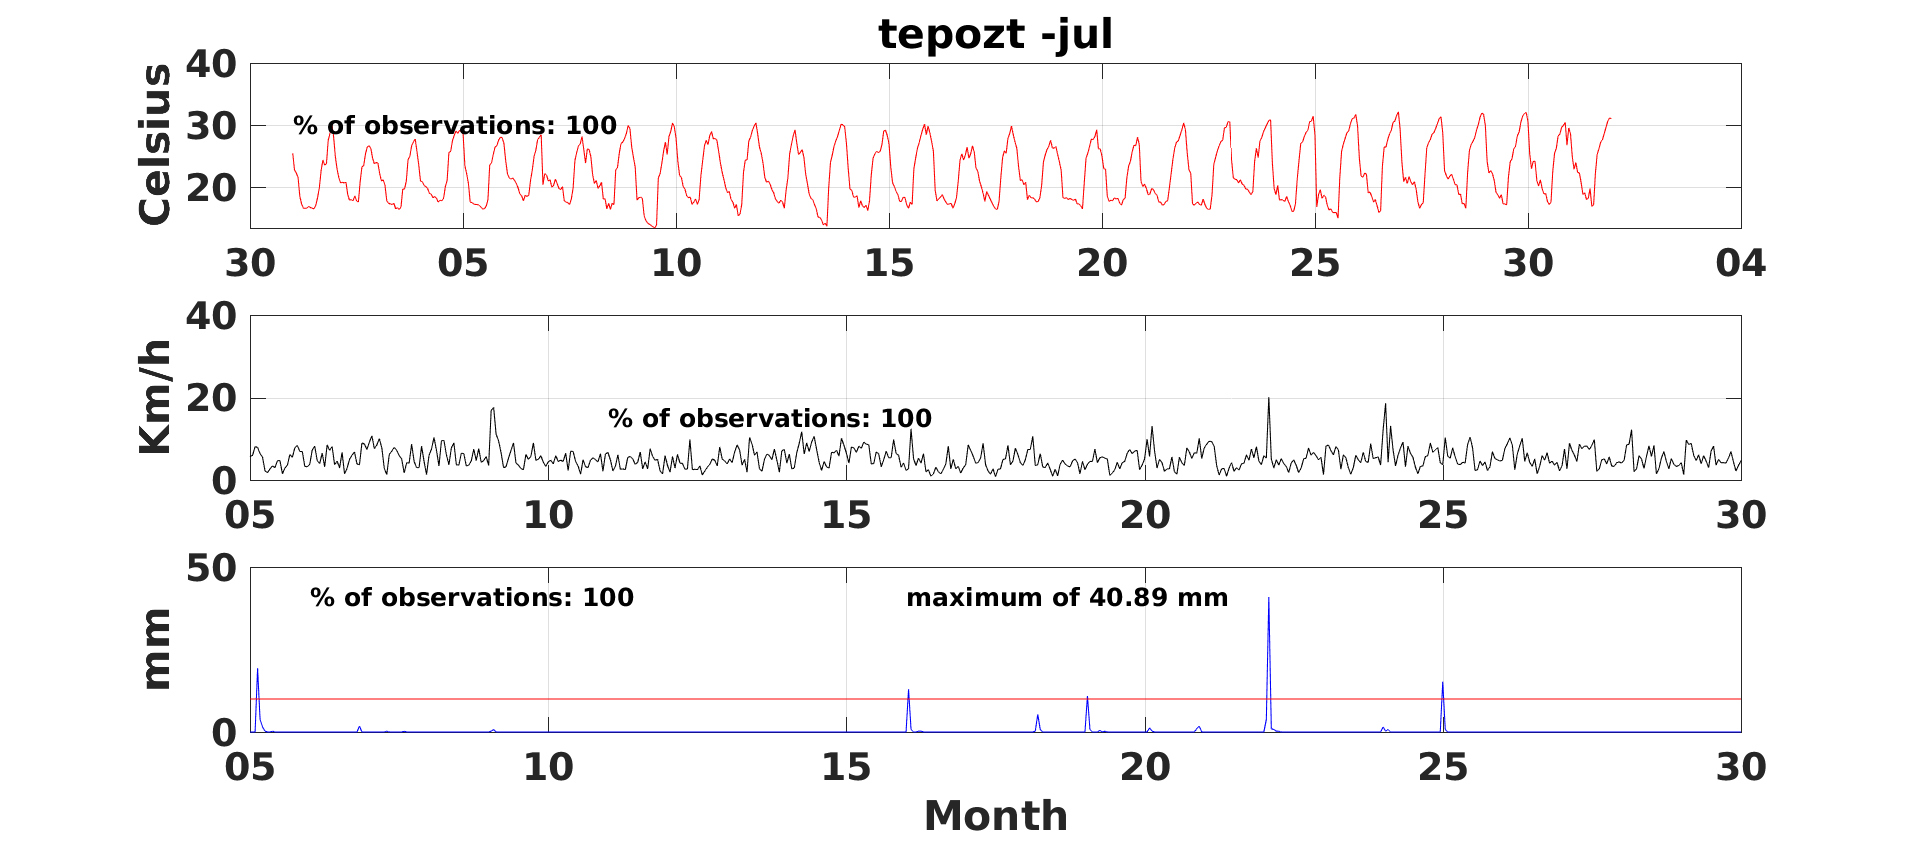 tepozt -jul
40
30
20
Celsius
% of observations: 100
30 05 10 15 20 25 30 04
40
20
0
Km/h
% of observations: 100
05 10 15 20 25 30
50
0
mm
% of observations: 100 maximum of 40.89 mm
05 10 15 20 25 30
Month